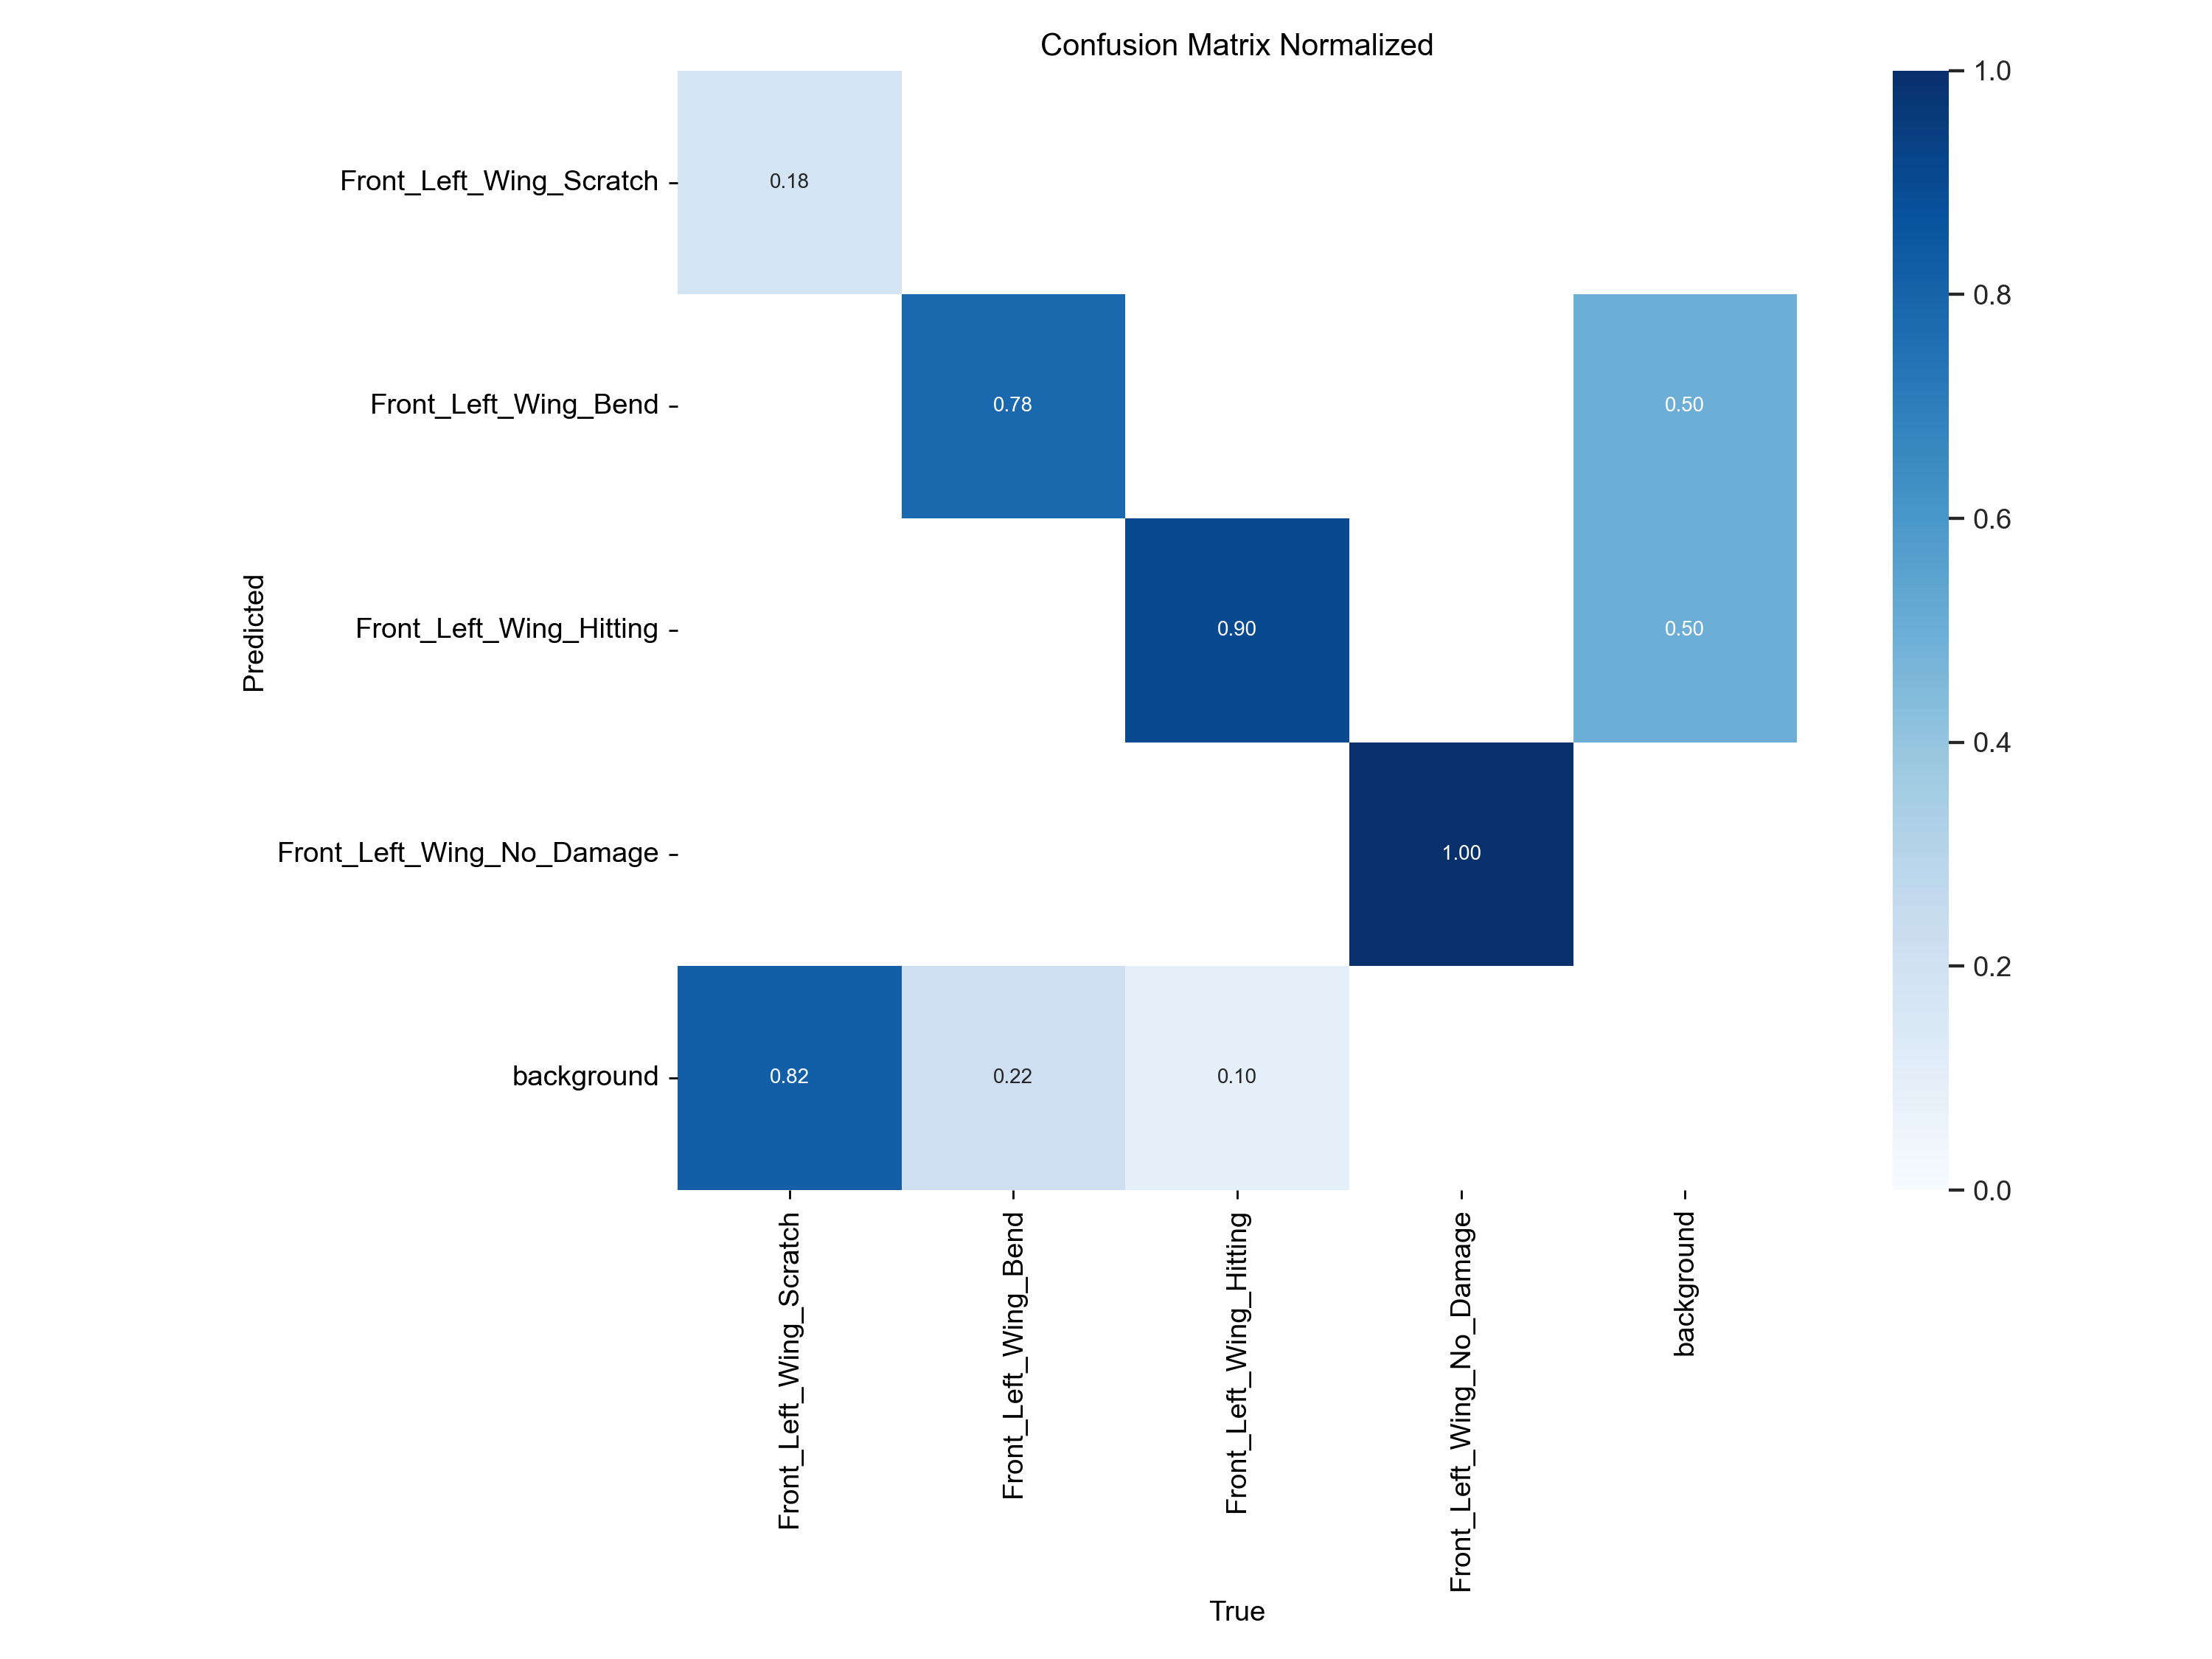 Confusion Matrix Normalized
Front_Left_Wing_Scratch
Front_Left_Wing_Bend
Front_Left_Wing_Hitting
Front_Left_Wing_No_Damage
background
Predicted
0.18
0.78
0.50
0.90
0.50
1.00
0.82
0.22
0.10
Front_Left_Wing_Scratch
Front_Left_Wing_Bend
Front_Left_Wing_Hitting
Front_Left_Wing_No_Damage
background
True
1.0
0.8
0.6
0.4
0.2
0.0